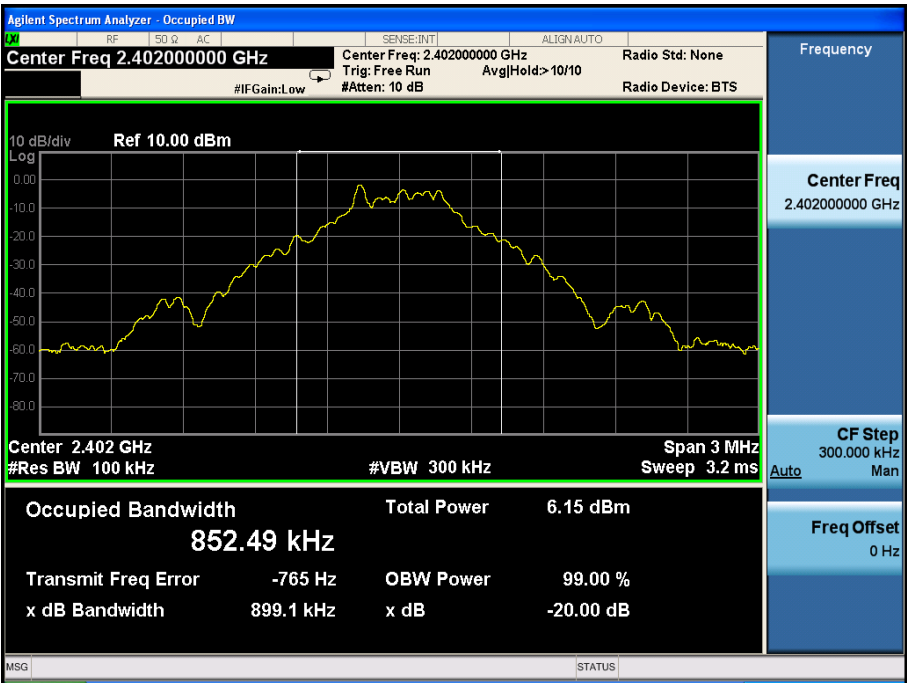 Agilent Spectrum Analyzer - Occupied BW
LXI RF 50 Ω AC SENSE:INT ALIGN AUTO
Center Freq 2.402000000 GHz
#IFGain:Low
Center Freq: 2.402000000 GHz
Trig: Free Run Avg|Hold:> 10/10
#Atten: 10 dB
Radio Std: None
Radio Device: BTS
Frequency
10 dB/div Ref 10.00 dBm
Log
0.00
-10.0
-20.0
-30.0
-40.0
-50.0
-60.0
-70.0
-80.0
Center Freq
2.402000000 GHz
Center 2.402 GHz Span 3 MHz
#Res BW 100 kHz #VBW 300 kHz Sweep 3.2 ms
CF Step
300.000 kHz
Auto Man
Occupied Bandwidth Total Power 6.15 dBm
852.49 kHz
Transmit Freq Error -765 Hz OBW Power 99.00 %
x dB Bandwidth 899.1 kHz x dB -20.00 dB
Freq Offset
0 Hz
MSG STATUS